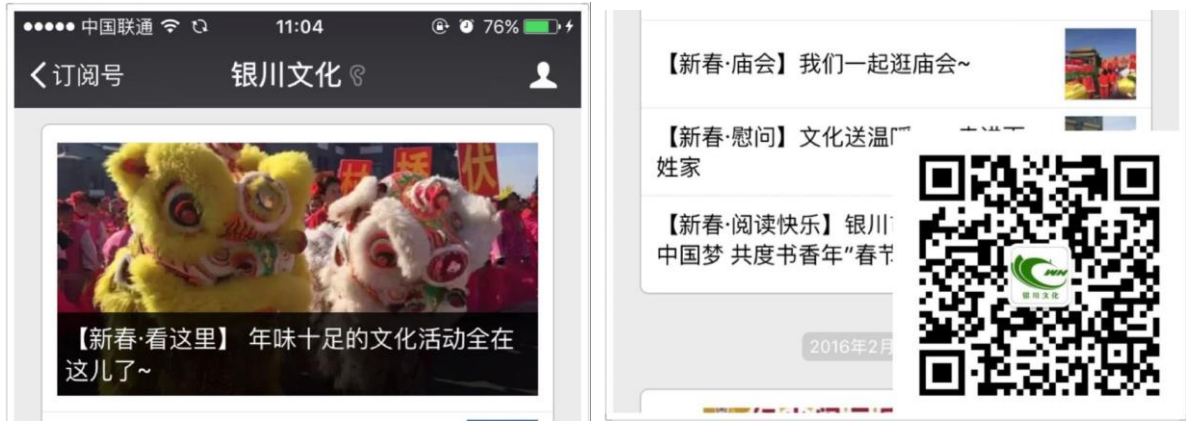 中国联通 11:04 76%
订阅号 银川文化
村 桥 伏
【新春·看这里】 年味十足的文化活动全在
这儿了~
【新春·庙会】我们一起逛庙会~
【新春·慰问】文化送温
姓家
【新春·阅读快乐】银川
中国梦 共度书香年“春节
WH
银川文化
2016年2月